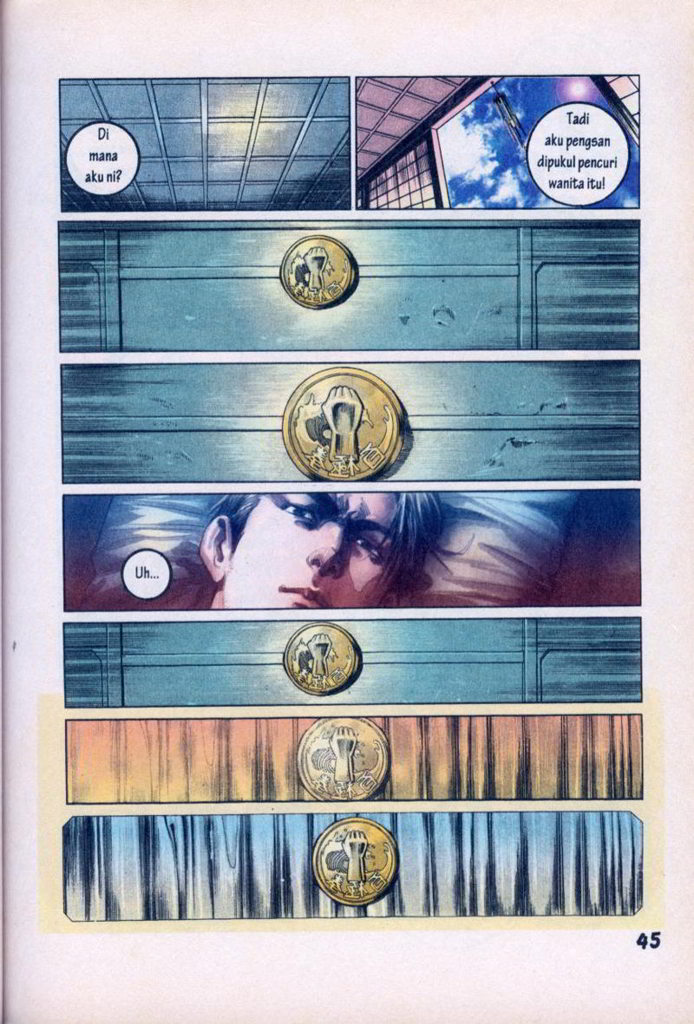 Di
mana
aku ni?
Tadi
aku pengsan
dipukul pencuri
wanita itu!
Uh...
45